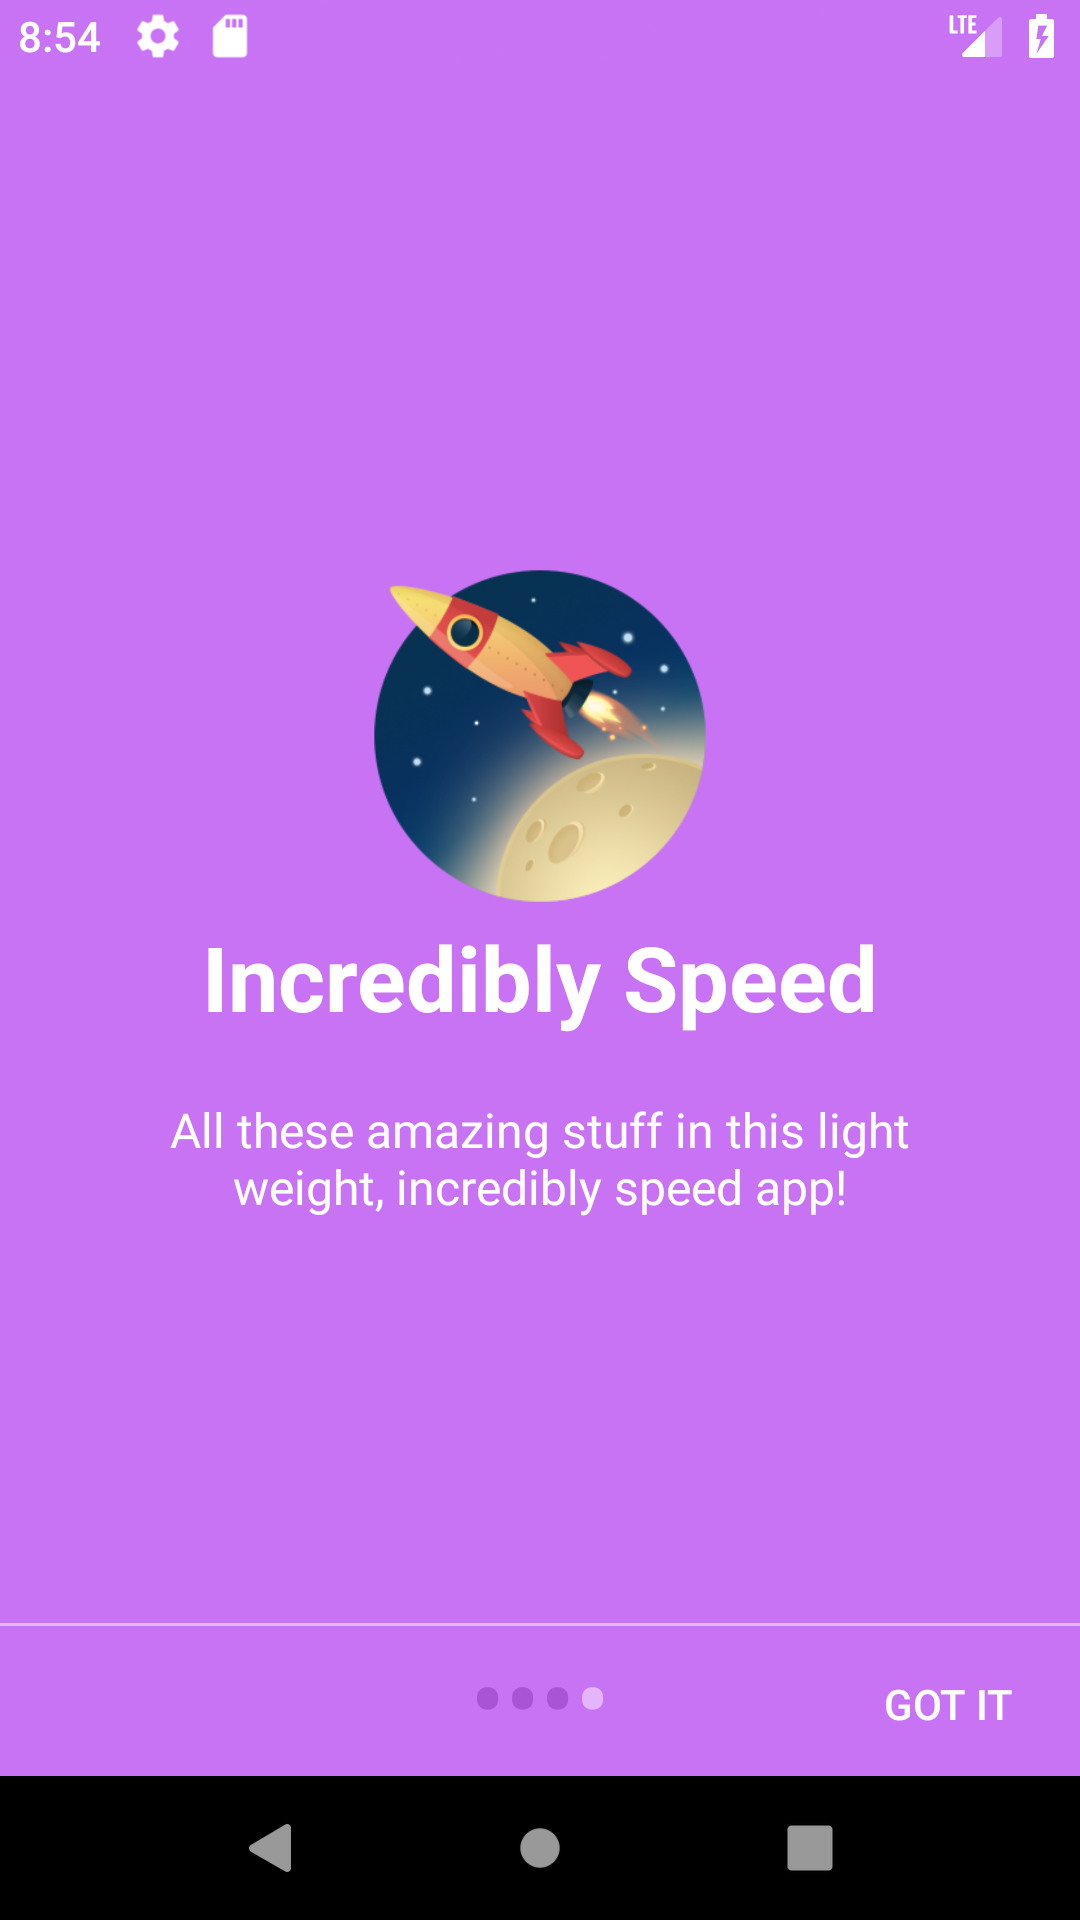 8:54
LTE
Incredibly Speed
All these amazing stuff in this light
weight, incredibly speed app!
GOT IT